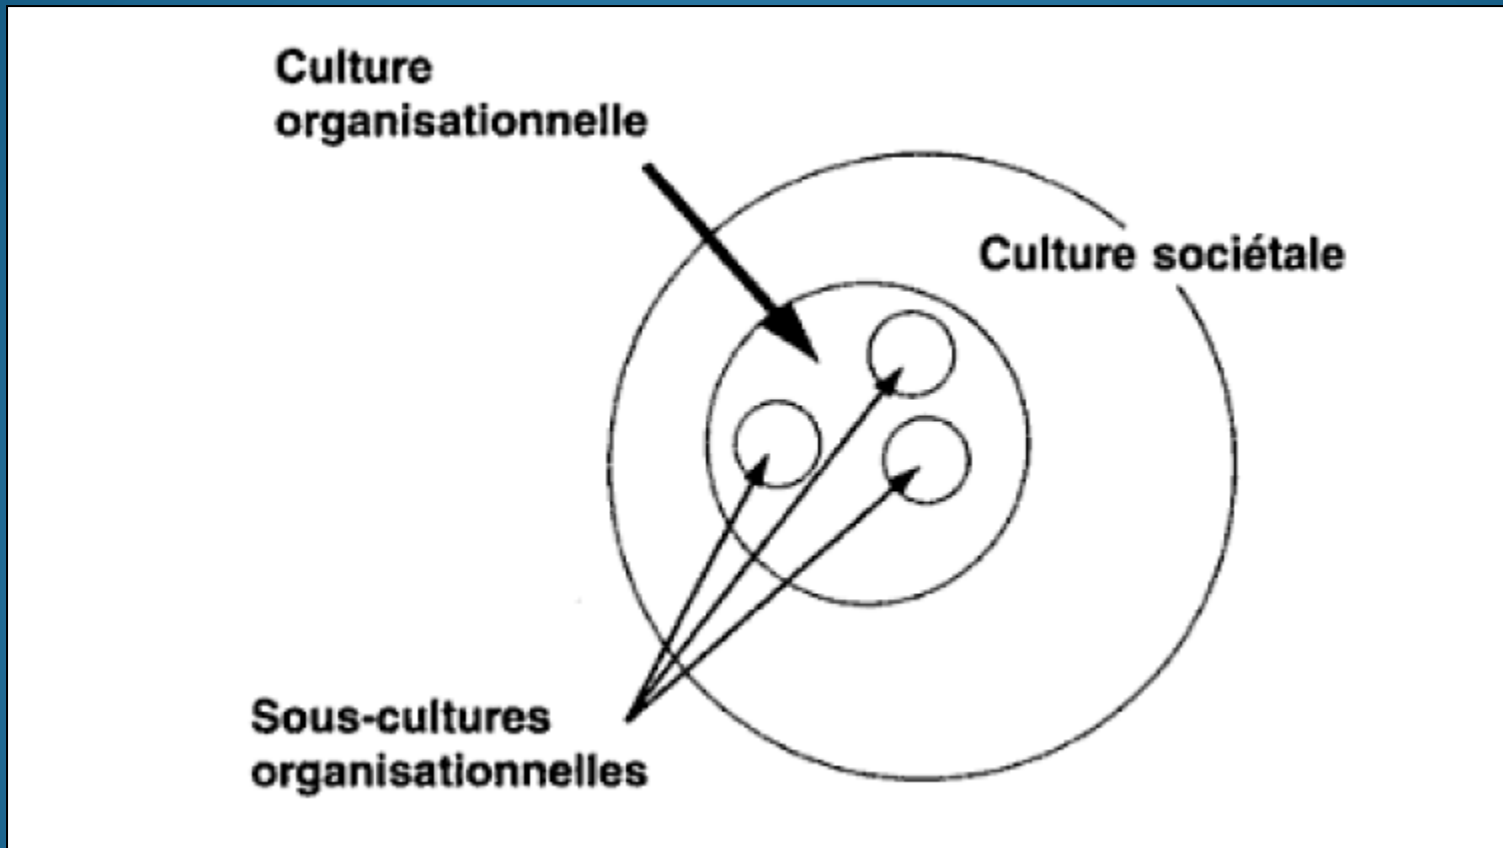 Culture
organisationnelle
Culture sociétale
Sous-cultures
organisationnelles